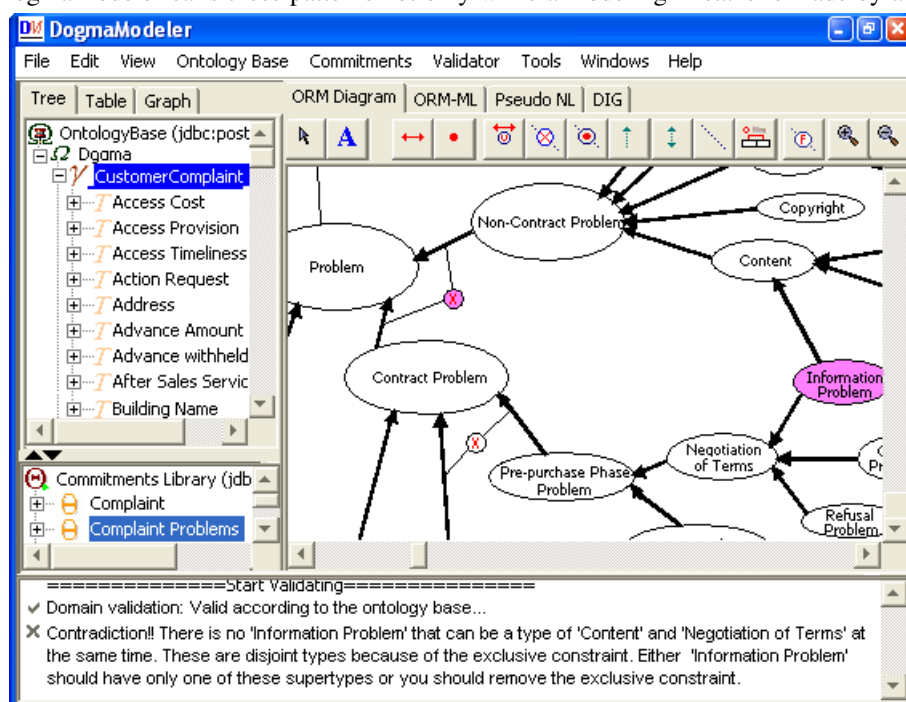 DogmaModeler
File Edit View Ontology Base Commitments Validator Tools Windows Help
Tree Table Graph
ORM Diagram ORM-ML Pseudo NL DIG
OntologyBase (jdbc:post
Ω Dogma
CustomerComplaint
T Access Cost
T Access Provision
T Access Timeliness
T Action Request
T Address
T Advance Amount
T Advance withheld
T After Sales Servic
T Building Name
Commitments Library (jdb
Complaint
Complaint Problems
A
F
Non-Contract Problem
Copyright
Content
Problem
X
Contract Problem
Information
Problem
X
Negotiation
of Terms
Pre-purchase Phase
Problem
Refusal
Problem
==============Start Validating================
Domain validation: Valid according to the ontology base...
Contradiction!! There is no 'Information Problem' that can be a type of 'Content' and 'Negotiation of Terms' at
the same time. These are disjoint types because of the exclusive constraint. Either 'Information Problem'
should have only one of these supertypes or you should remove the exclusive constraint.